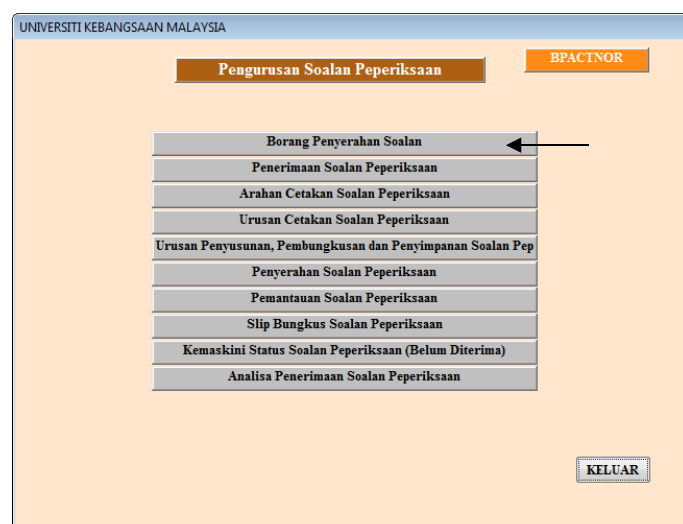 UNIVERSITI KEBANGSAAN MALAYSIA
Pengurusan Soalan Peperiksaan
BPACTNOR
Borang Penyerahan Soalan
Penerimaan Soalan Peperiksaan
Arahan Cetakan Soalan Peperiksaan
Urusan Cetakan Soalan Peperiksaan
Urusan Penyusunan, Pembungkusan dan Penyimpanan Soalan Pep
Penyerahan Soalan Peperiksaan
Pemantauan Soalan Peperiksaan
Slip Bungkus Soalan Peperiksaan
Kemaskini Status Soalan Peperiksaan (Belum Diterima)
Analisa Penerimaan Soalan Peperiksaan
KELUAR